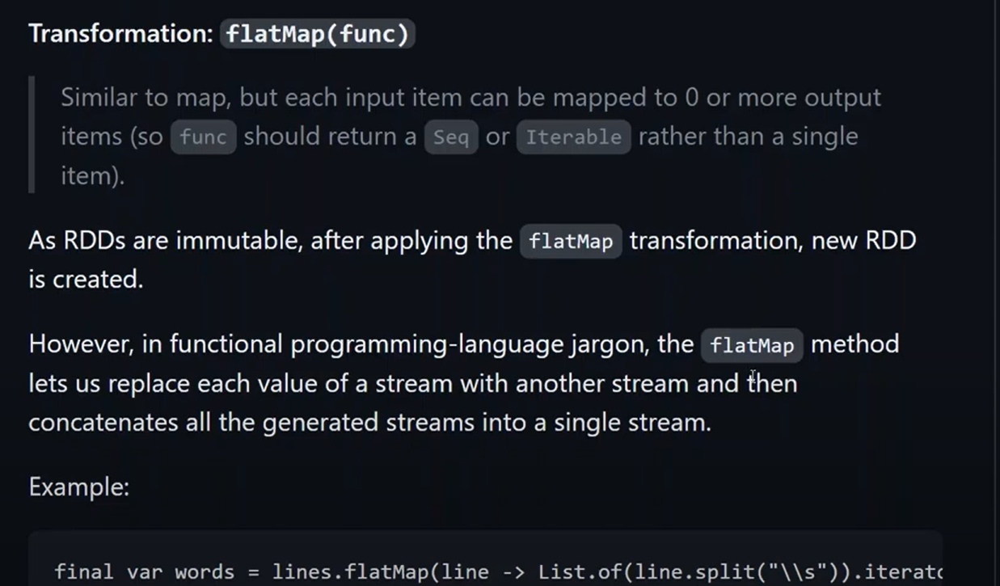 Transformation: flatMap(func)
Similar to map, but each input item can be mapped to 0 or more output
items (so func should return a Seq or Iterable rather than a single
item).
As RDDs are immutable, after applying the flatMap transformation, new RDD
is created.
However, in functional programming-language jargon, the flatMap method
lets us replace each value of a stream with another stream and then
concatenates all the generated streams into a single stream.
Example:
final var words = lines.flatMap(line -> List.of(line.split("\\s")).iterato